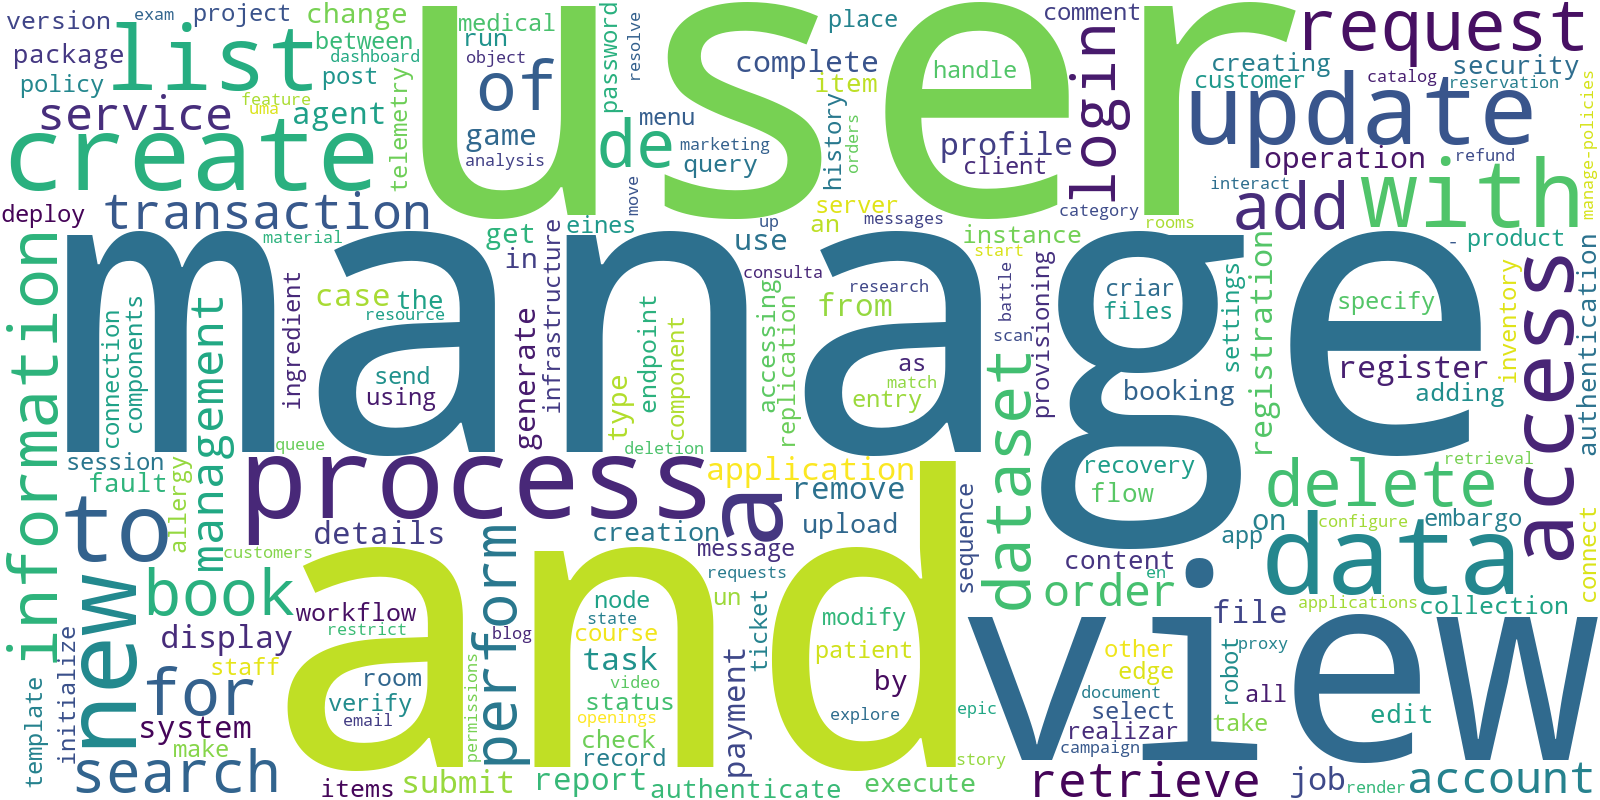 user
manage
and
view
create
list
update
request
process
data
access
with
to
new
for
search
information
de
of
add
login
transaction
service
delete
dataset
a
book
perform
order
retrieve
account
management
application
version
exam
project
change
package
between
dashboard
policy
post
feature
uma
agent
telemetry
medical
run
object
game
analysis
password
resolve
menu
marketing
query
move
place
complete
item
handle
history
orders
profile
client
comment
category
creating
customer
catalog
security
reservation
operation
refund
interact
manage-policies
deploy
material
get
eines
in
use
up
an
server
messages
instance
start
rooms
-
product
case
the
resource
connection
components
ingredient
generate
infrastructure
endpoint
type
component
send
using
consulta
research
accessing
replication
from
as
match
entry
battle
scan
provisioning
criar
files
booking
settings
registration
specify
register
adding
inventory
authentication
session
fault
queue
allergy
customers
details
deletion
creation
remove
upload
message
requests
un
ticket
sequence
recovery
flow
content
en
app
on
configure
embargo
retrieval
connect
applications
collection
workflow
restrict
display
staff
system
make
template
initialize
room
verify
email
permissions
blog
node
state
course
task
video
status
openings
check
record
report
payment
modify
patient
by
explore
epic
story
items
submit
authenticate
execute
file
other
edge
document
select
realizar
campaign
robot
proxy
all
take
edit
job
render